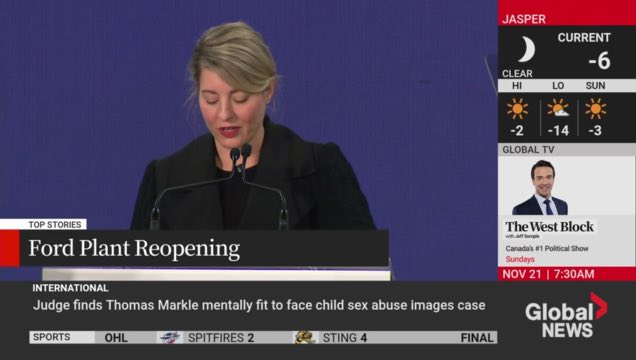 TOP STORIES
Ford Plant Reopening
INTERNATIONAL
Judge finds Thomas Markle mentally fit to face child sex abuse images case
SPORTS OHL SPITFIRES 2 STING 4 FINAL
JASPER
CURRENT
-6
CLEAR
HI LO SUN
-2 -14 -3
GLOBAL TV
The West Block
with Jeff Semple
Canada's #1 Political Show
Sundays
NOV 21 | 7:30AM
Global
NEWS